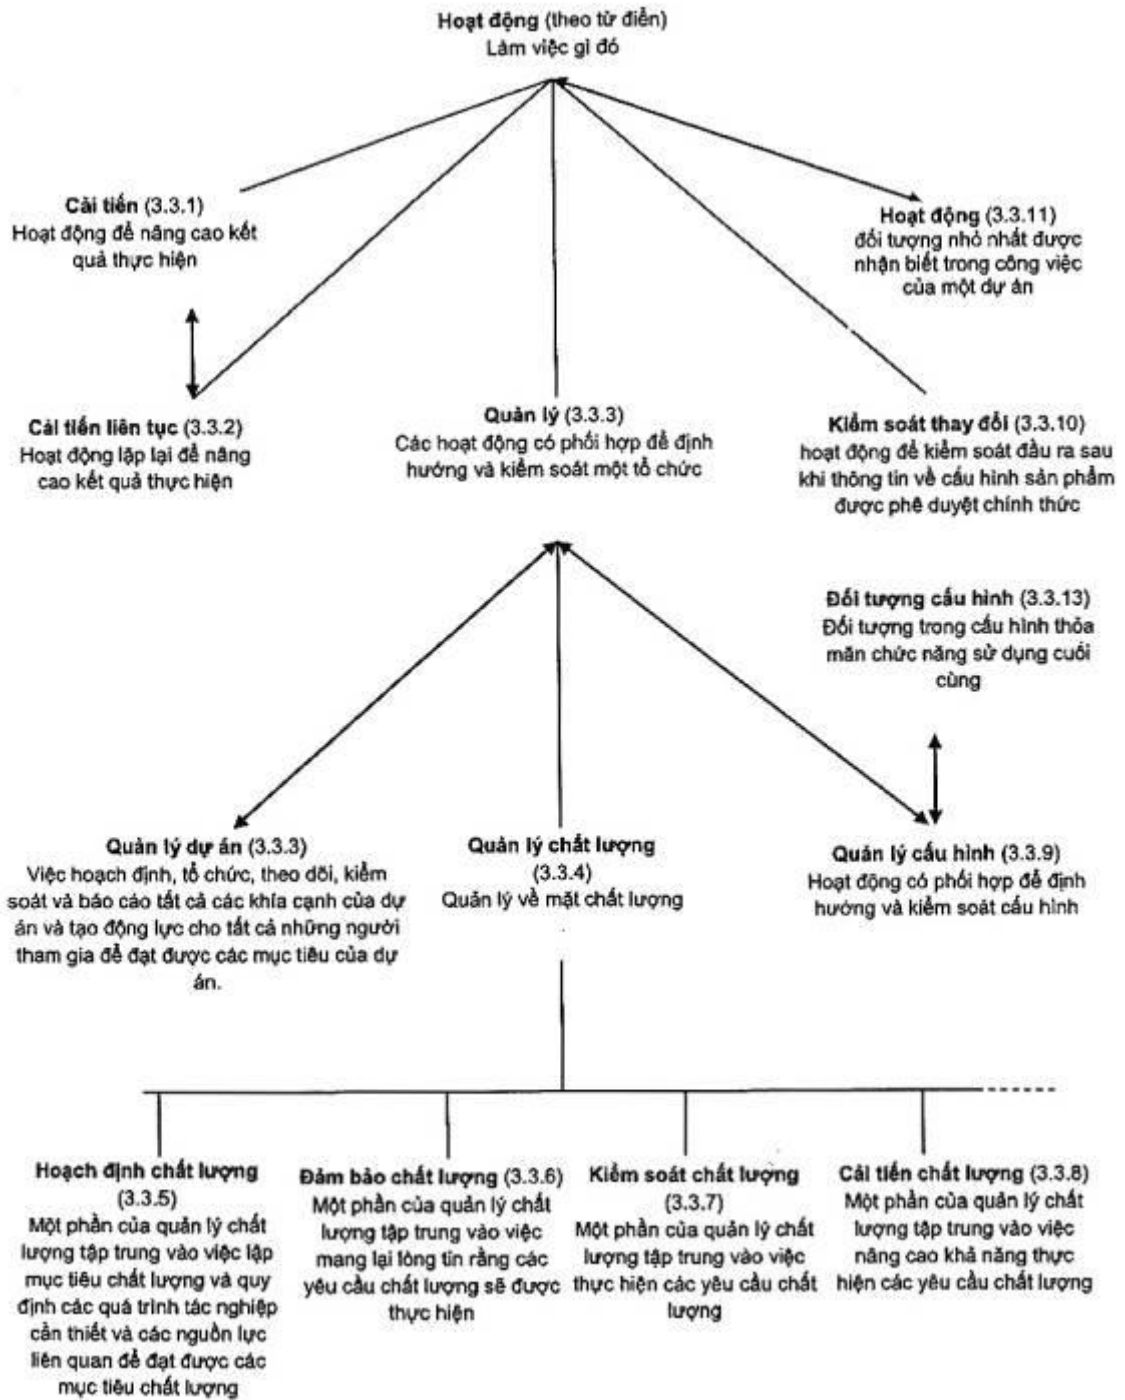 Hoạt động (theo từ điển)
Làm việc gì đó
Cải tiến (3.3.1)
Hoạt động để nâng cao kết
quả thực hiện
Hoạt động (3.3.11)
đối tượng nhỏ nhất được
nhận biết trong công việc
của một dự án
Cải tiến liên tục (3.3.2)
Hoạt động lặp lại để nâng
cao kết quả thực hiện
Quản lý (3.3.3)
Các hoạt động có phối hợp để định
hướng và kiểm soát một tổ chức
Kiểm soát thay đổi (3.3.10)
hoạt động để kiểm soát đầu ra sau
khi thông tin về cấu hình sản phẩm
được phê duyệt chính thức
Đối tượng cấu hình (3.3.13)
Đối tượng trong cấu hình thỏa
mãn chức năng sử dụng cuối
cùng
Quản lý dự án (3.3.3)
Việc hoạch định, tổ chức, theo dõi, kiểm
soát và báo cáo tất cả các khía cạnh của dự
án và tạo động lực cho tất cả những người
tham gia để đạt được các mục tiêu của dự
án.
Quản lý chất lượng
(3.3.4)
Quản lý về mặt chất lượng
Quản lý cấu hình (3.3.9)
Hoạt động có phối hợp để định
hướng và kiểm soát cấu hình
Hoạch định chất lượng
(3.3.5)
Một phần của quản lý chất
lượng tập trung vào việc lập
mục tiêu chất lượng và quy
định các quá trình tác nghiệp
cần thiết và các nguồn lực
liên quan để đạt được các
mục tiêu chất lượng
Đảm bảo chất lượng (3.3.6)
Một phần của quản lý chất
lượng tập trung vào việc
mang lại lòng tin rằng các
yêu cầu chất lượng sẽ được
thực hiện
Kiểm soát chất lượng
(3.3.7)
Một phần của quản lý chất
lượng tập trung vào việc
thực hiện các yêu cầu chất
lượng
Cải tiến chất lượng (3.3.8)
Một phần của quản lý chất
lượng tập trung vào việc
nâng cao khả năng thực
hiện các yêu cầu chất lượng